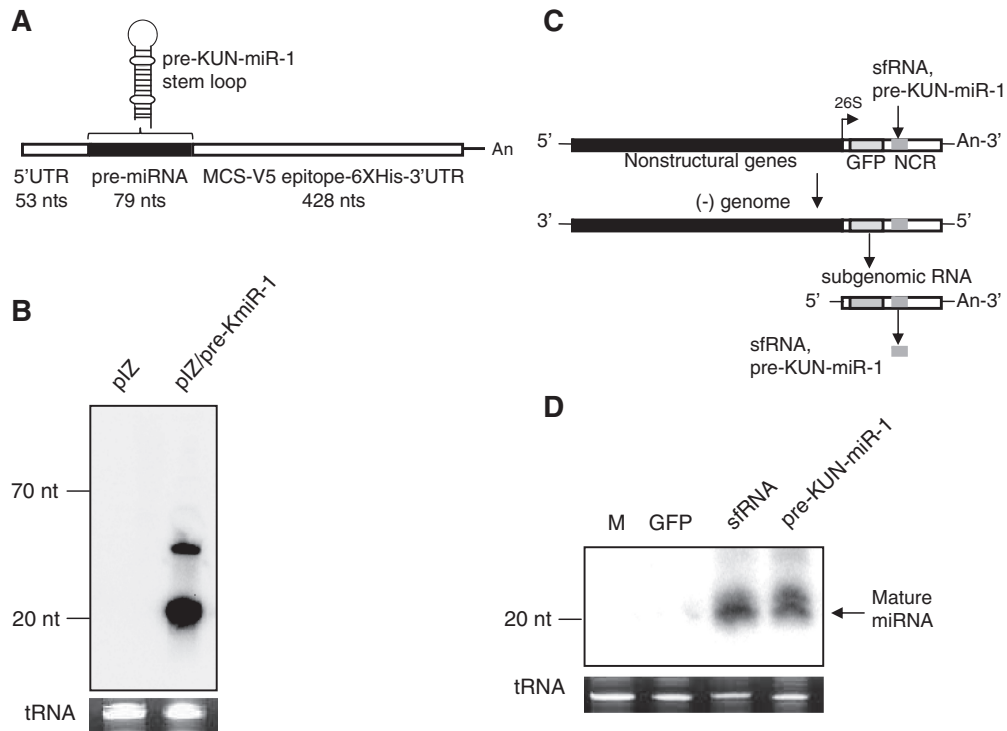 A
pre-KUN-miR-1
stem loop
An
5'UTR pre-miRNA MCS-V5 epitope-6XHis-3'UTR
53 nts 79 nts 428 nts
B
pIZ pIZ/pre-KmiR-1
70 nt
20 nt
tRNA
C
sfRNA,
pre-KUN-miR-1
26S
5' An-3'
Nonstructural genes GFP NCR
(-) genome
3' 5'
subgenomic RNA
5' An-3'
sfRNA,
pre-KUN-miR-1
D
M GFP sfRNA pre-KUN-miR-1
20 nt
Mature
miRNA
tRNA